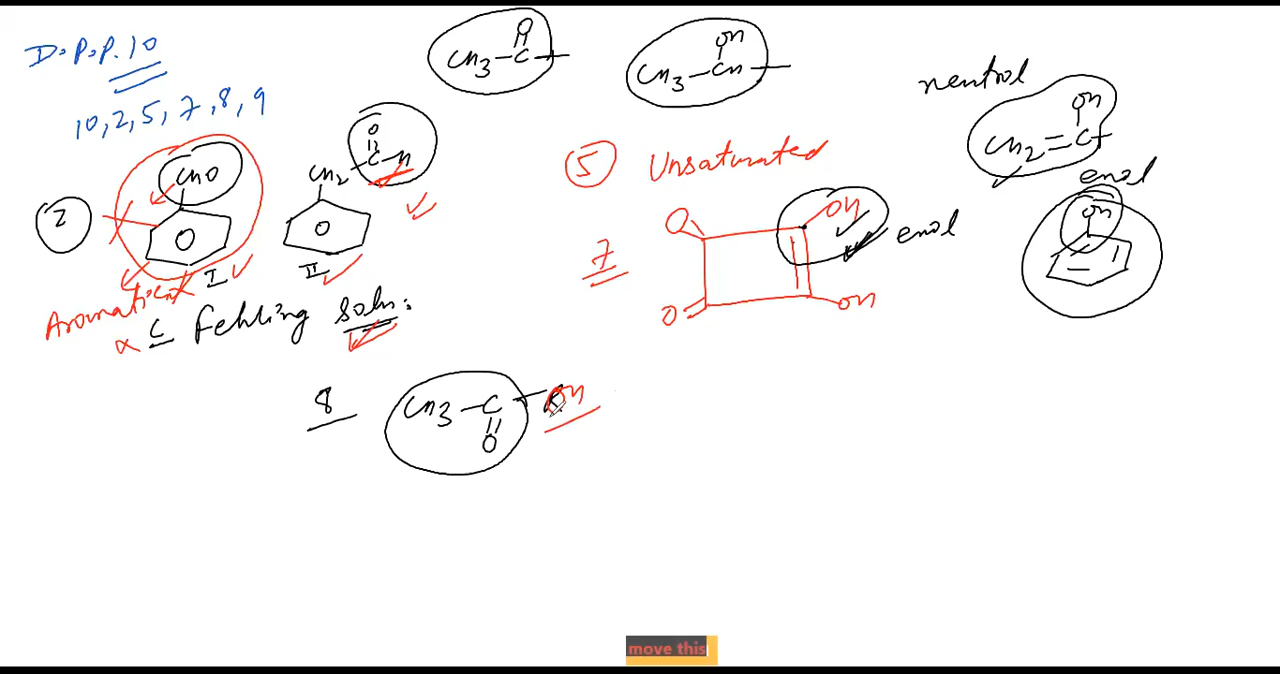 D.P.P.10
10, 2, 5, 7, 8, 9
O
CH3-C-
OH
CH3-CH-
neutral
OH
CH2=C-
enol
OH
2
CHO
O
I
O
CH2-C-H
O
II
Aromatic
× C Fehling Soln:
5 Unsaturated
7
O
OH
enol
O
OH
8
CH3-C-OH
O
move this